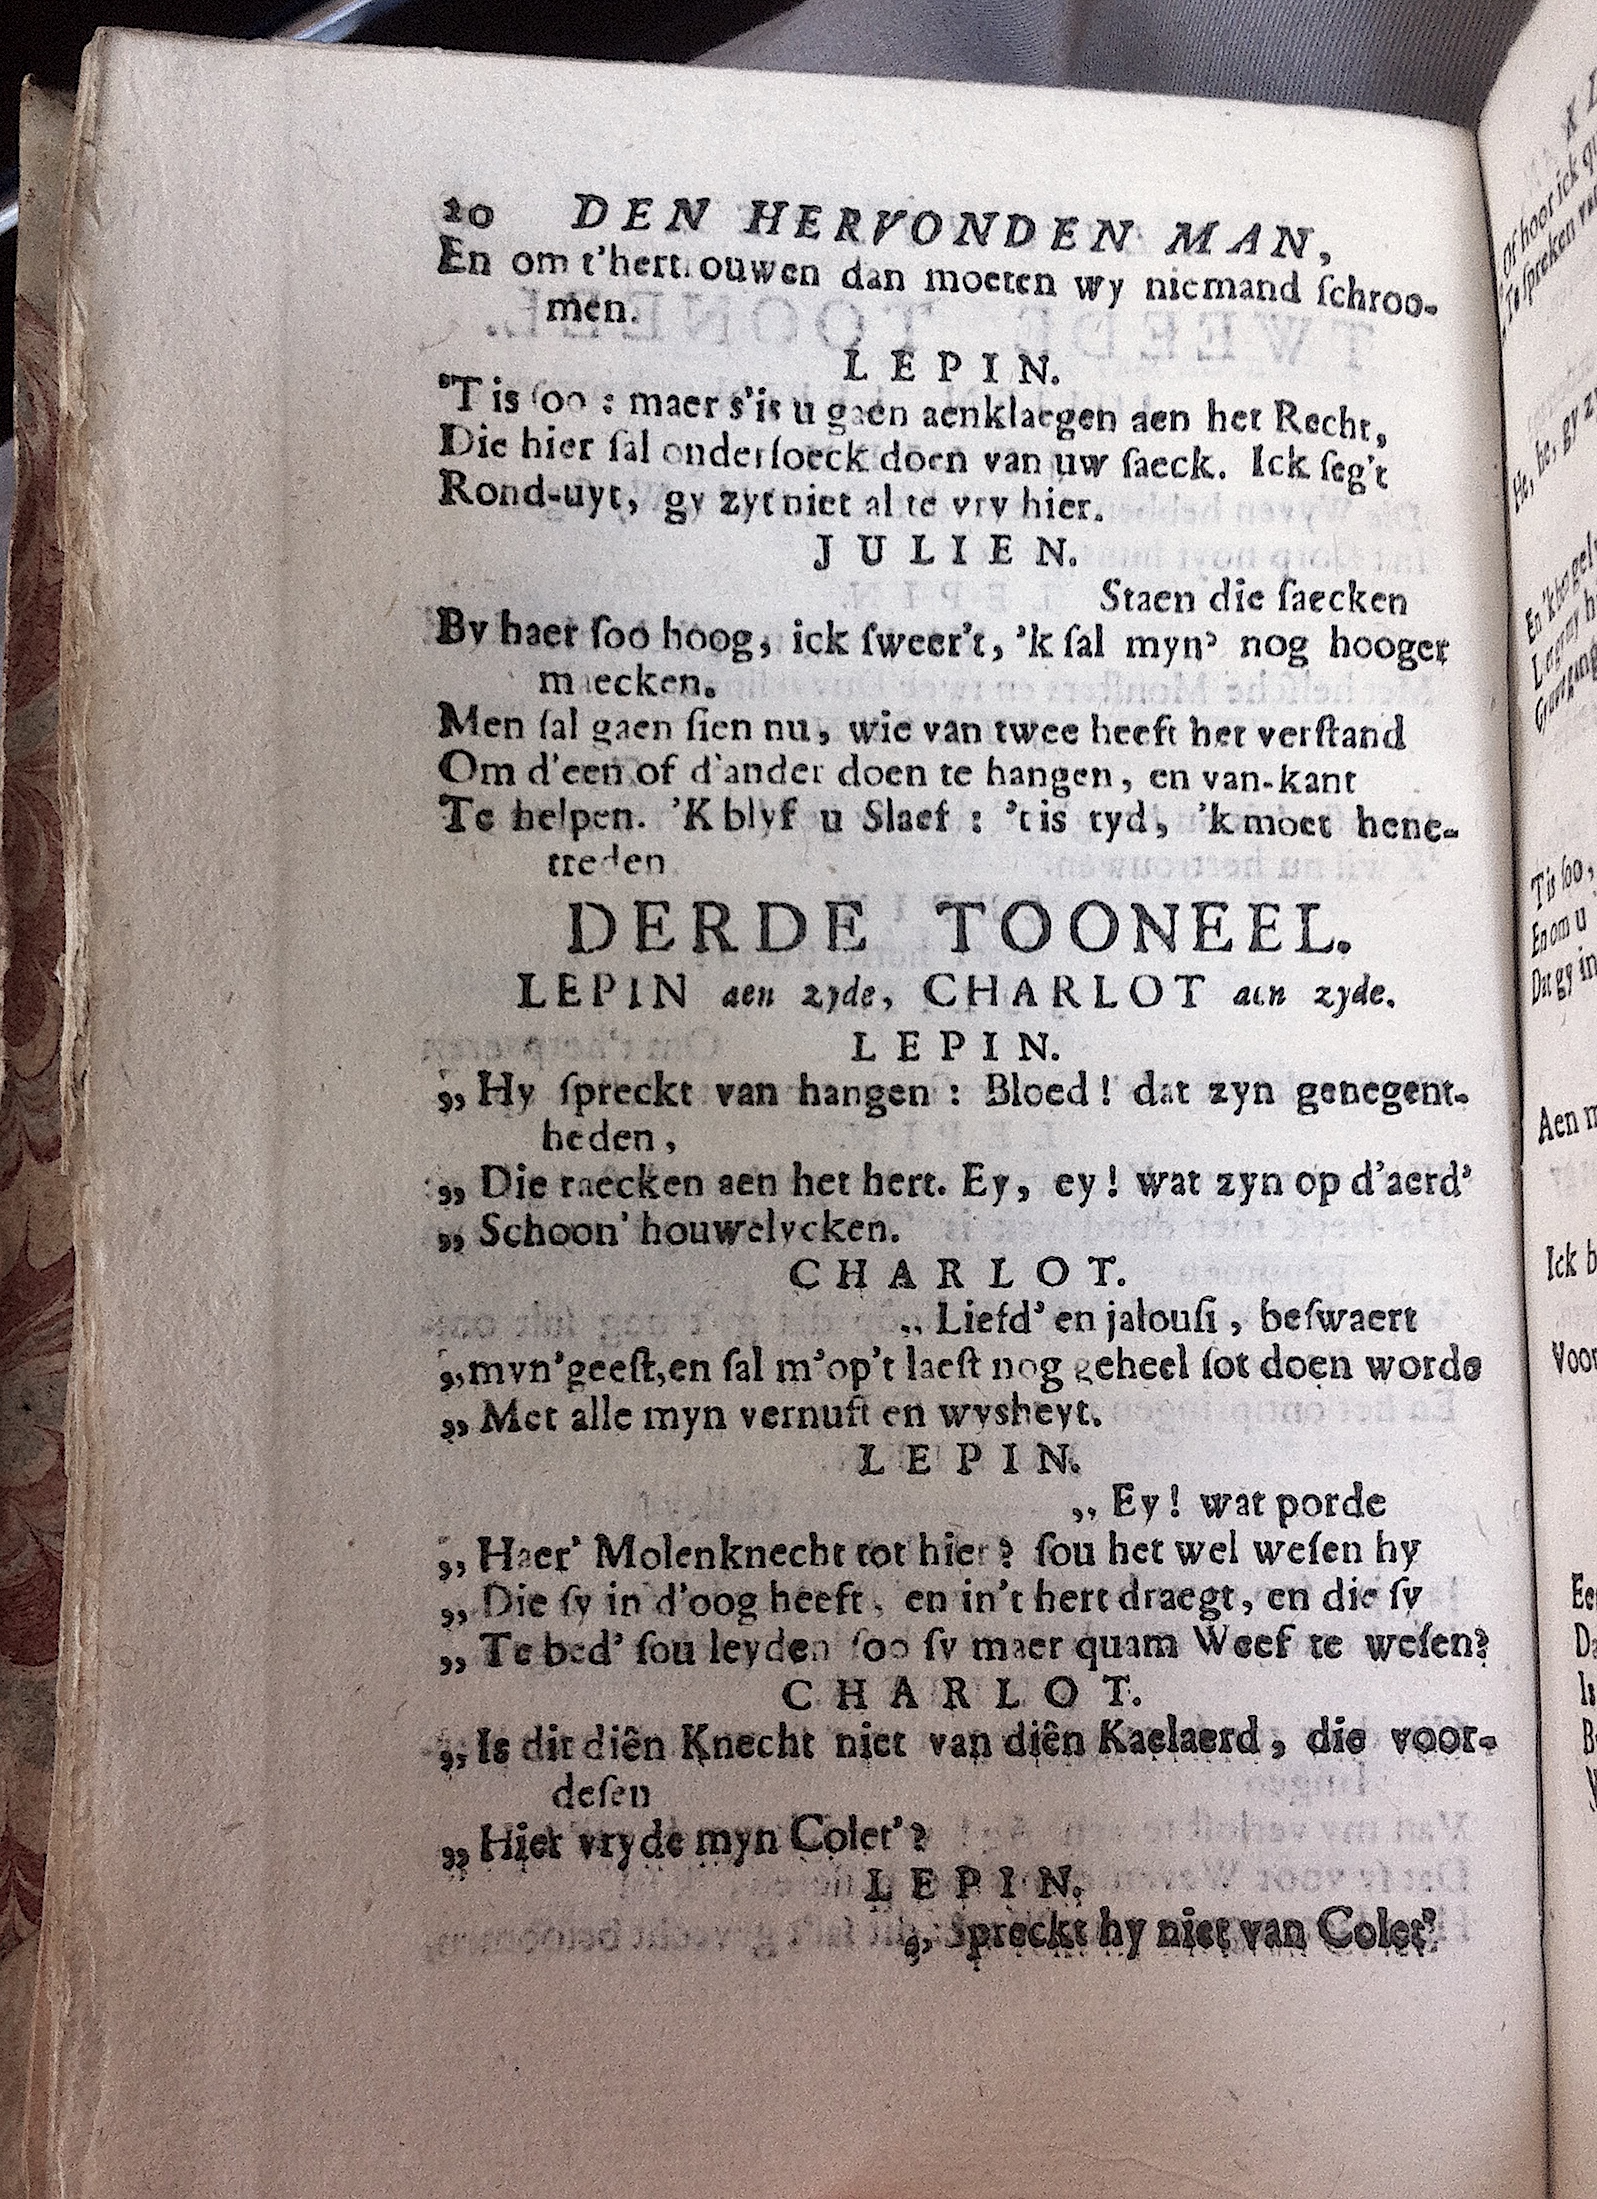 20 DEN HERVONDEN MAN,
En om t'hertrouwen dan moeten wy niemand ſchroo-
men.
LEPIN.
'T is ſoo : maer s'is u gaen aenklaegen aen het Recht,
Die hier ſal onderſoeck doen van uw ſaeck. Ick ſeg't
Rond-uyt, gy zyt niet al te vry hier.
JULIEN.
Staen die ſaecken
By haer ſoo hoog, ick ſweer't, 'k ſal myn' nog hooger
maecken.
Men ſal gaen ſien nu, wie van twee heeft het verſtand
Om d'een of d'ander doen te hangen, en van-kant
Te helpen. 'K blyf u Slaef : 't is tyd, 'k moet hene-
treden
DERDE TOONEEL.
LEPIN aen zyde, CHARLOT aen zyde.
LEPIN.
„ Hy ſpreckt van hangen : Bloed ! dat zyn genegent-
heden,
„ Die raecken aen het hert. Ey, ey ! wat zyn op d'aerd'
„ Schoon' houwelycken.
CHARLOT.
„ Liefd' en jalouſi, beſwaert
„ myn'geeſt,en ſal m'op't laeſt nog geheel ſot doen worde
„ Met alle myn vernuft en wysheyt.
LEPIN.
„ Ey ! wat porde
„ Haer' Molenknecht tot hier ? ſou het wel weſen hy
„ Die ſy in d'oog heeft, en in't hert draegt, en die ſy
„ Te bed' ſou leyden ſoo ſy maer quam Weef te weſen?
CHARLOT.
„ Is dit diên Knecht niet van diên Kaelaerd, die voor-
deſen
„ Hier vryde myn Colet' ?
LEPIN.
„ Spreckt hy niet van Colet'